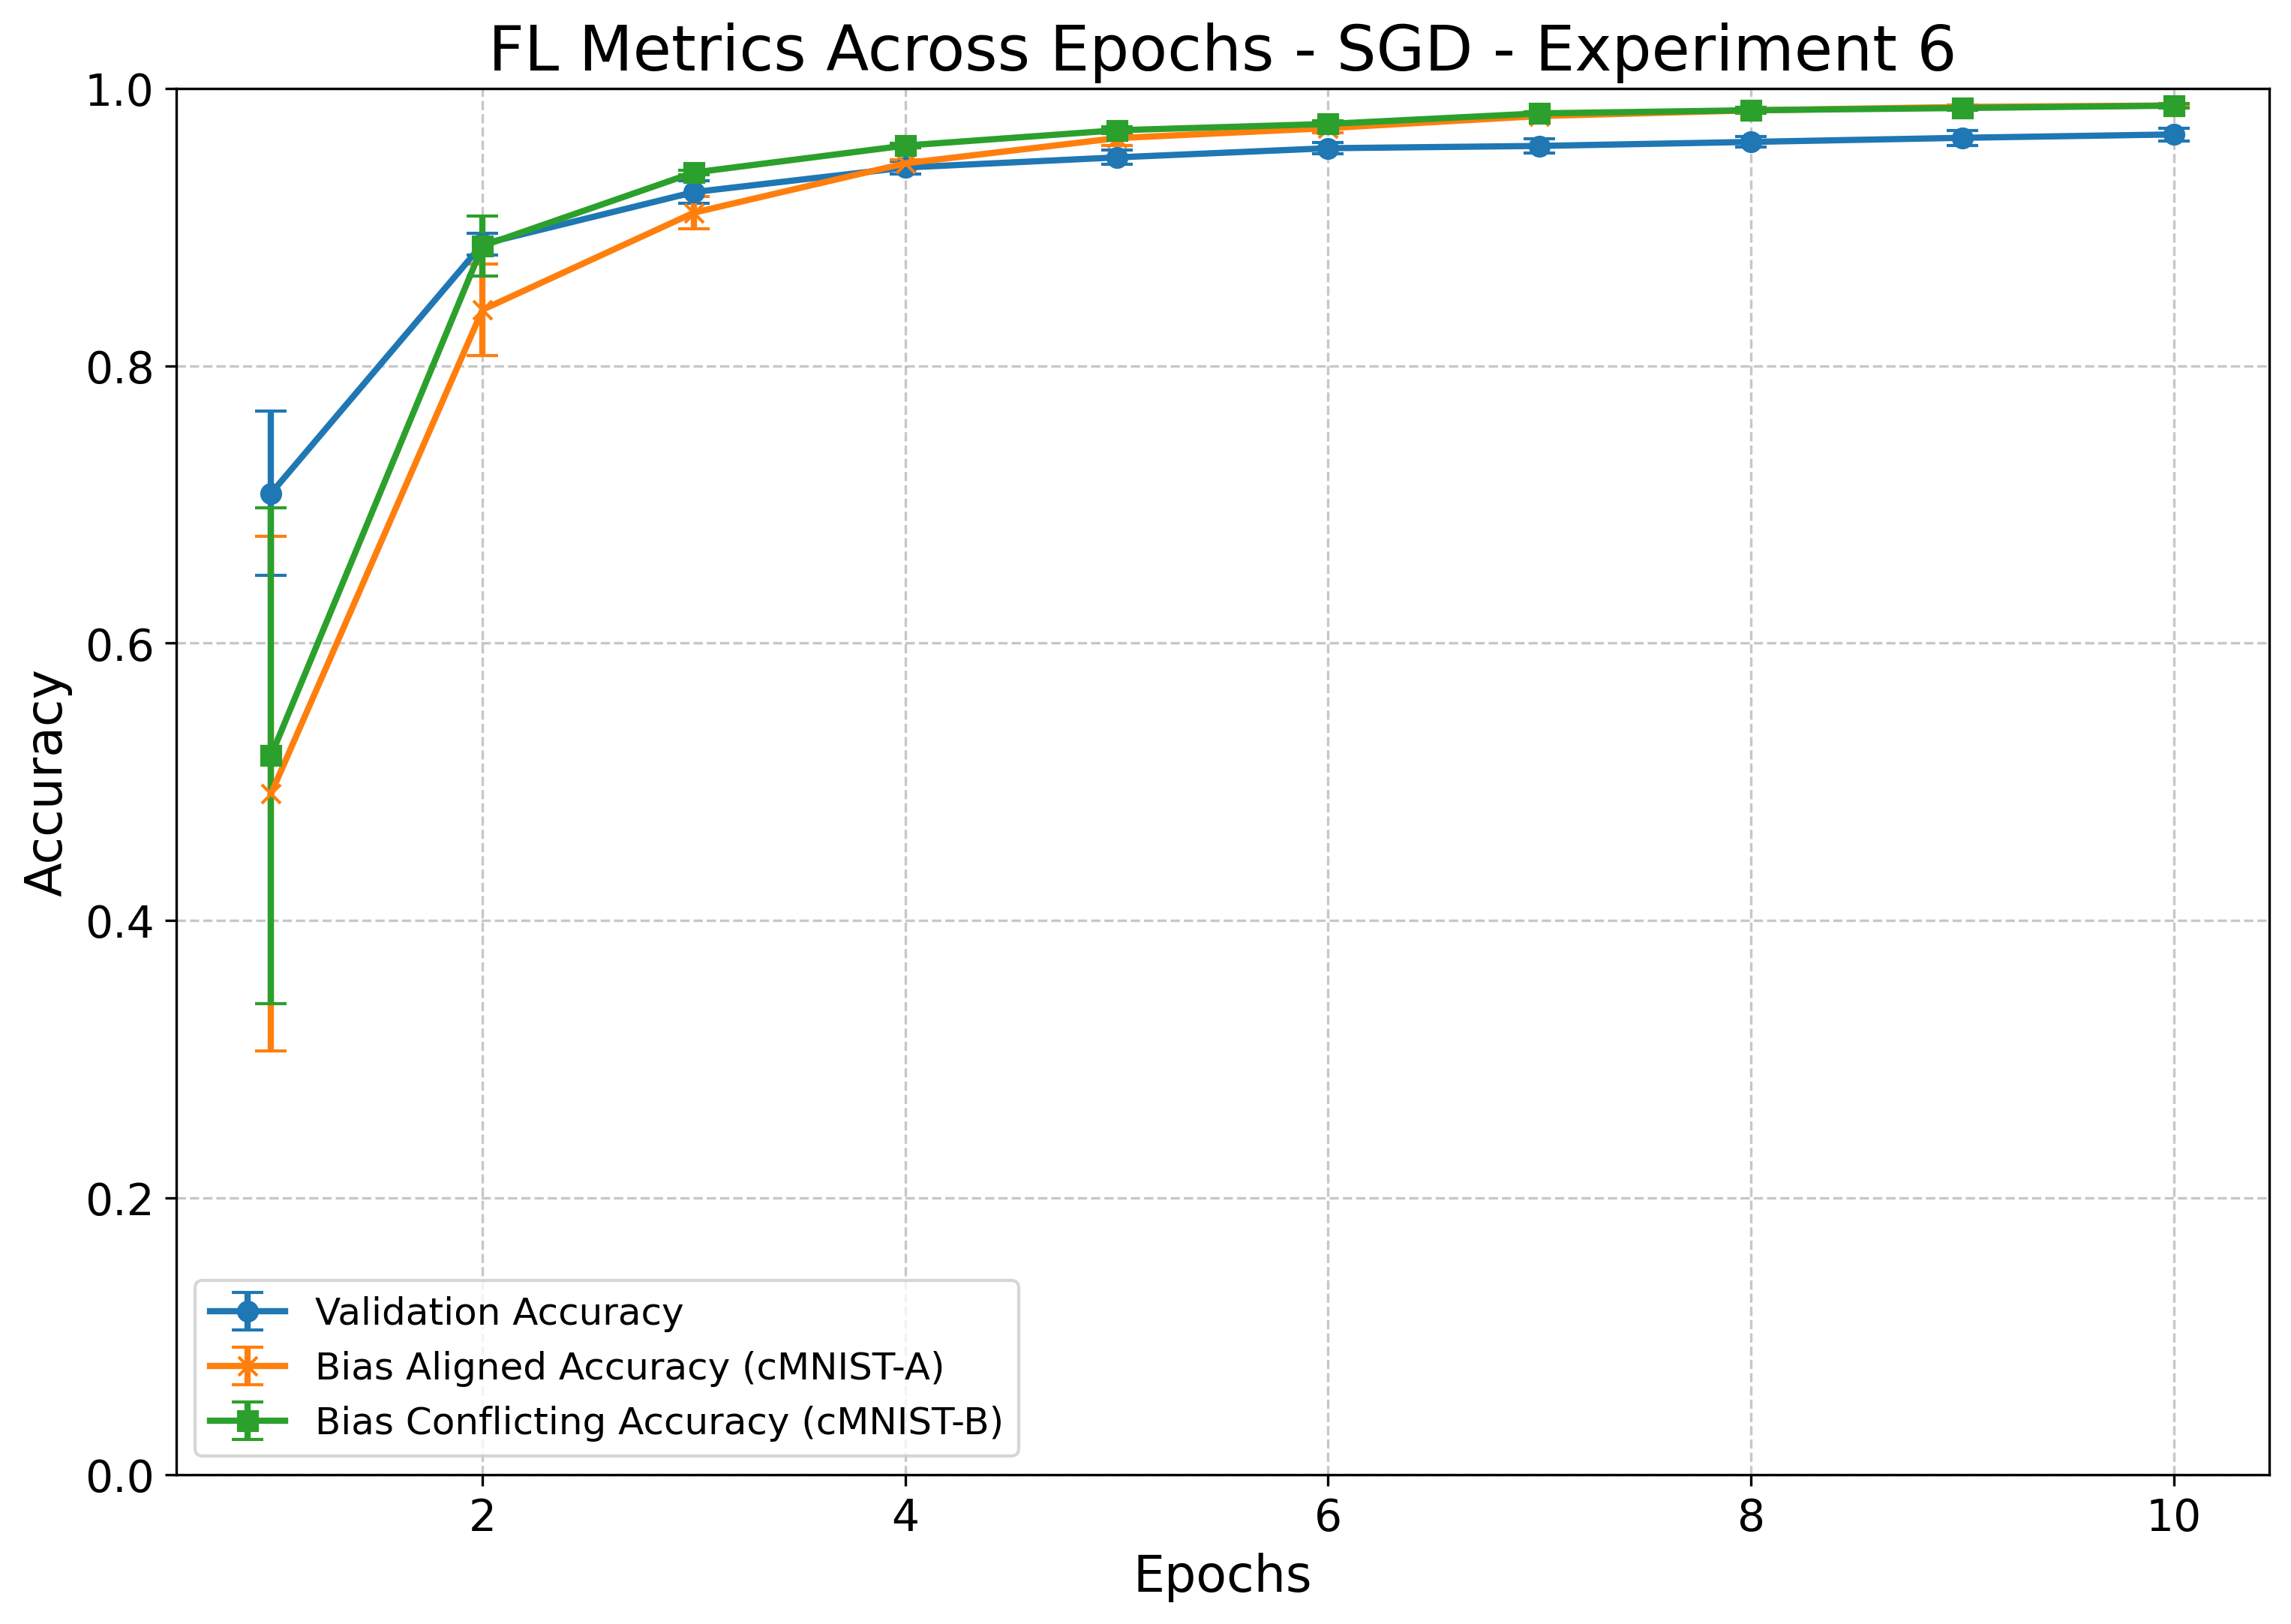 FL Metrics Across Epochs - SGD - Experiment 6
1.0
0.8
0.6
0.4
0.2
0.0
Accuracy
Validation Accuracy
Bias Aligned Accuracy (cMNIST-A)
Bias Conflicting Accuracy (cMNIST-B)
2 4 6 8 10
Epochs